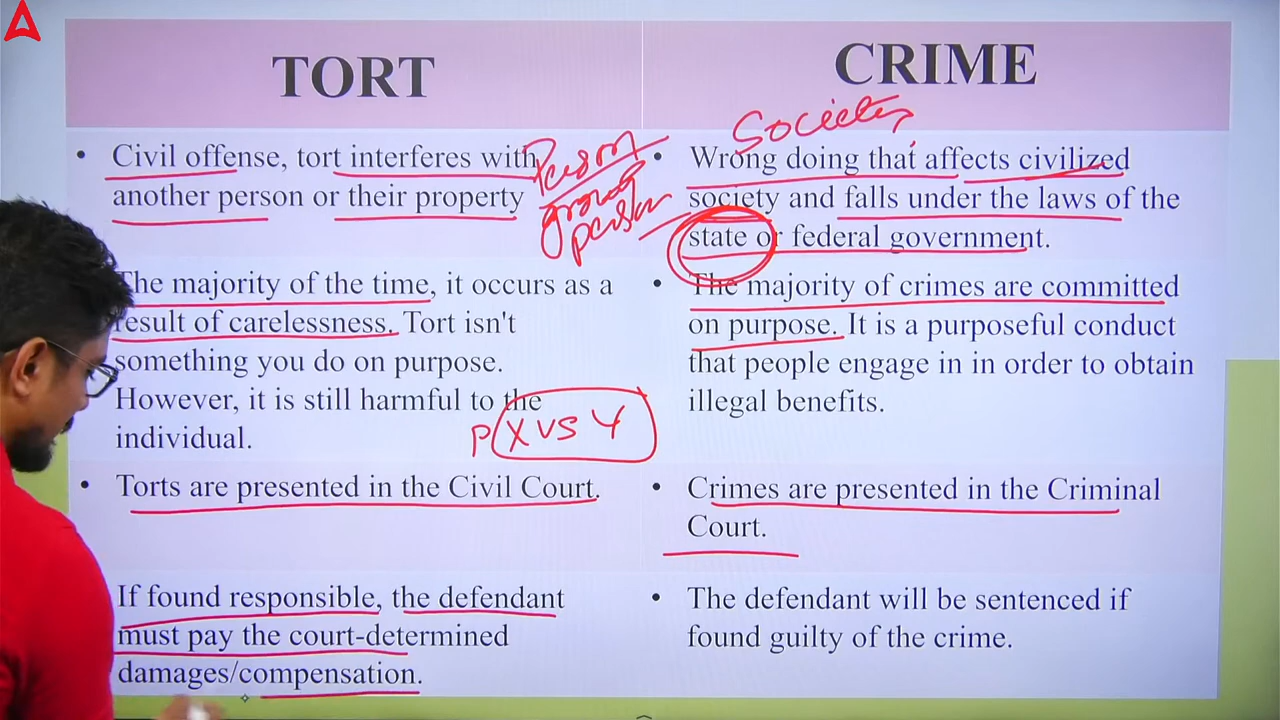 TORT
CRIME
Society
• Civil offense, tort interferes with
another person or their property
Person
group
person
• Wrong doing that affects civilized
society and falls under the laws of the
state or federal government.
The majority of the time, it occurs as a
result of carelessness. Tort isn't
something you do on purpose.
However, it is still harmful to the
individual.
P X VS Y
• The majority of crimes are committed
on purpose. It is a purposeful conduct
that people engage in in order to obtain
illegal benefits.
• Torts are presented in the Civil Court.
• Crimes are presented in the Criminal
Court.
If found responsible, the defendant
must pay the court-determined
damages/compensation.
• The defendant will be sentenced if
found guilty of the crime.